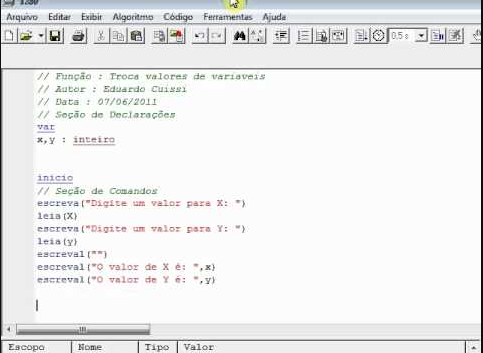 Arquivo Editar Exibir Algoritmo Código Ferramentas Ajuda
0.5 s
// Função : Troca valores de variaveis
// Autor : Eduardo Cuissi
// Data : 07/06/2011
// Seção de Declarações
var
x,y : inteiro
inicio
// Seção de Comandos
escreva("Digite um valor para X: ")
leia(X)
escreva("Digite um valor para Y: ")
leia(y)
escreval("")
escreval("O valor de X é: ",x)
escreval("O valor de Y é: ",y)
Escopo Nome Tipo Valor